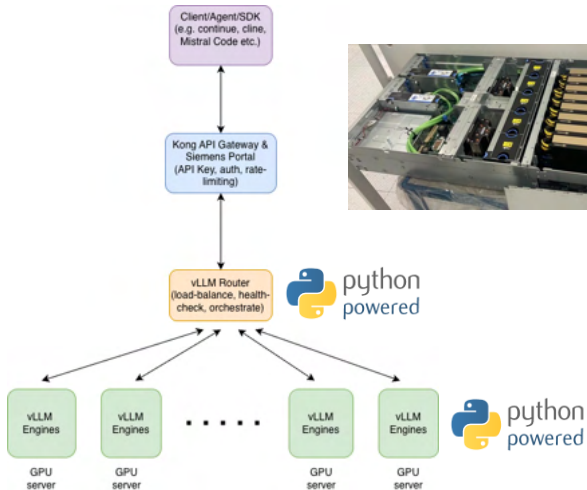 Client/Agent/SDK
(e.g. continue, cline,
Mistral Code etc.)
Kong API Gateway &
Siemens Portal
(API Key, auth, rate-
limiting)
vLLM Router
(load-balance, health-
check, orchestrate)
python
powered
vLLM
Engines
vLLM
Engines
vLLM
Engines
vLLM
Engines
python
powered
GPU
server
GPU
server
GPU
server
GPU
server